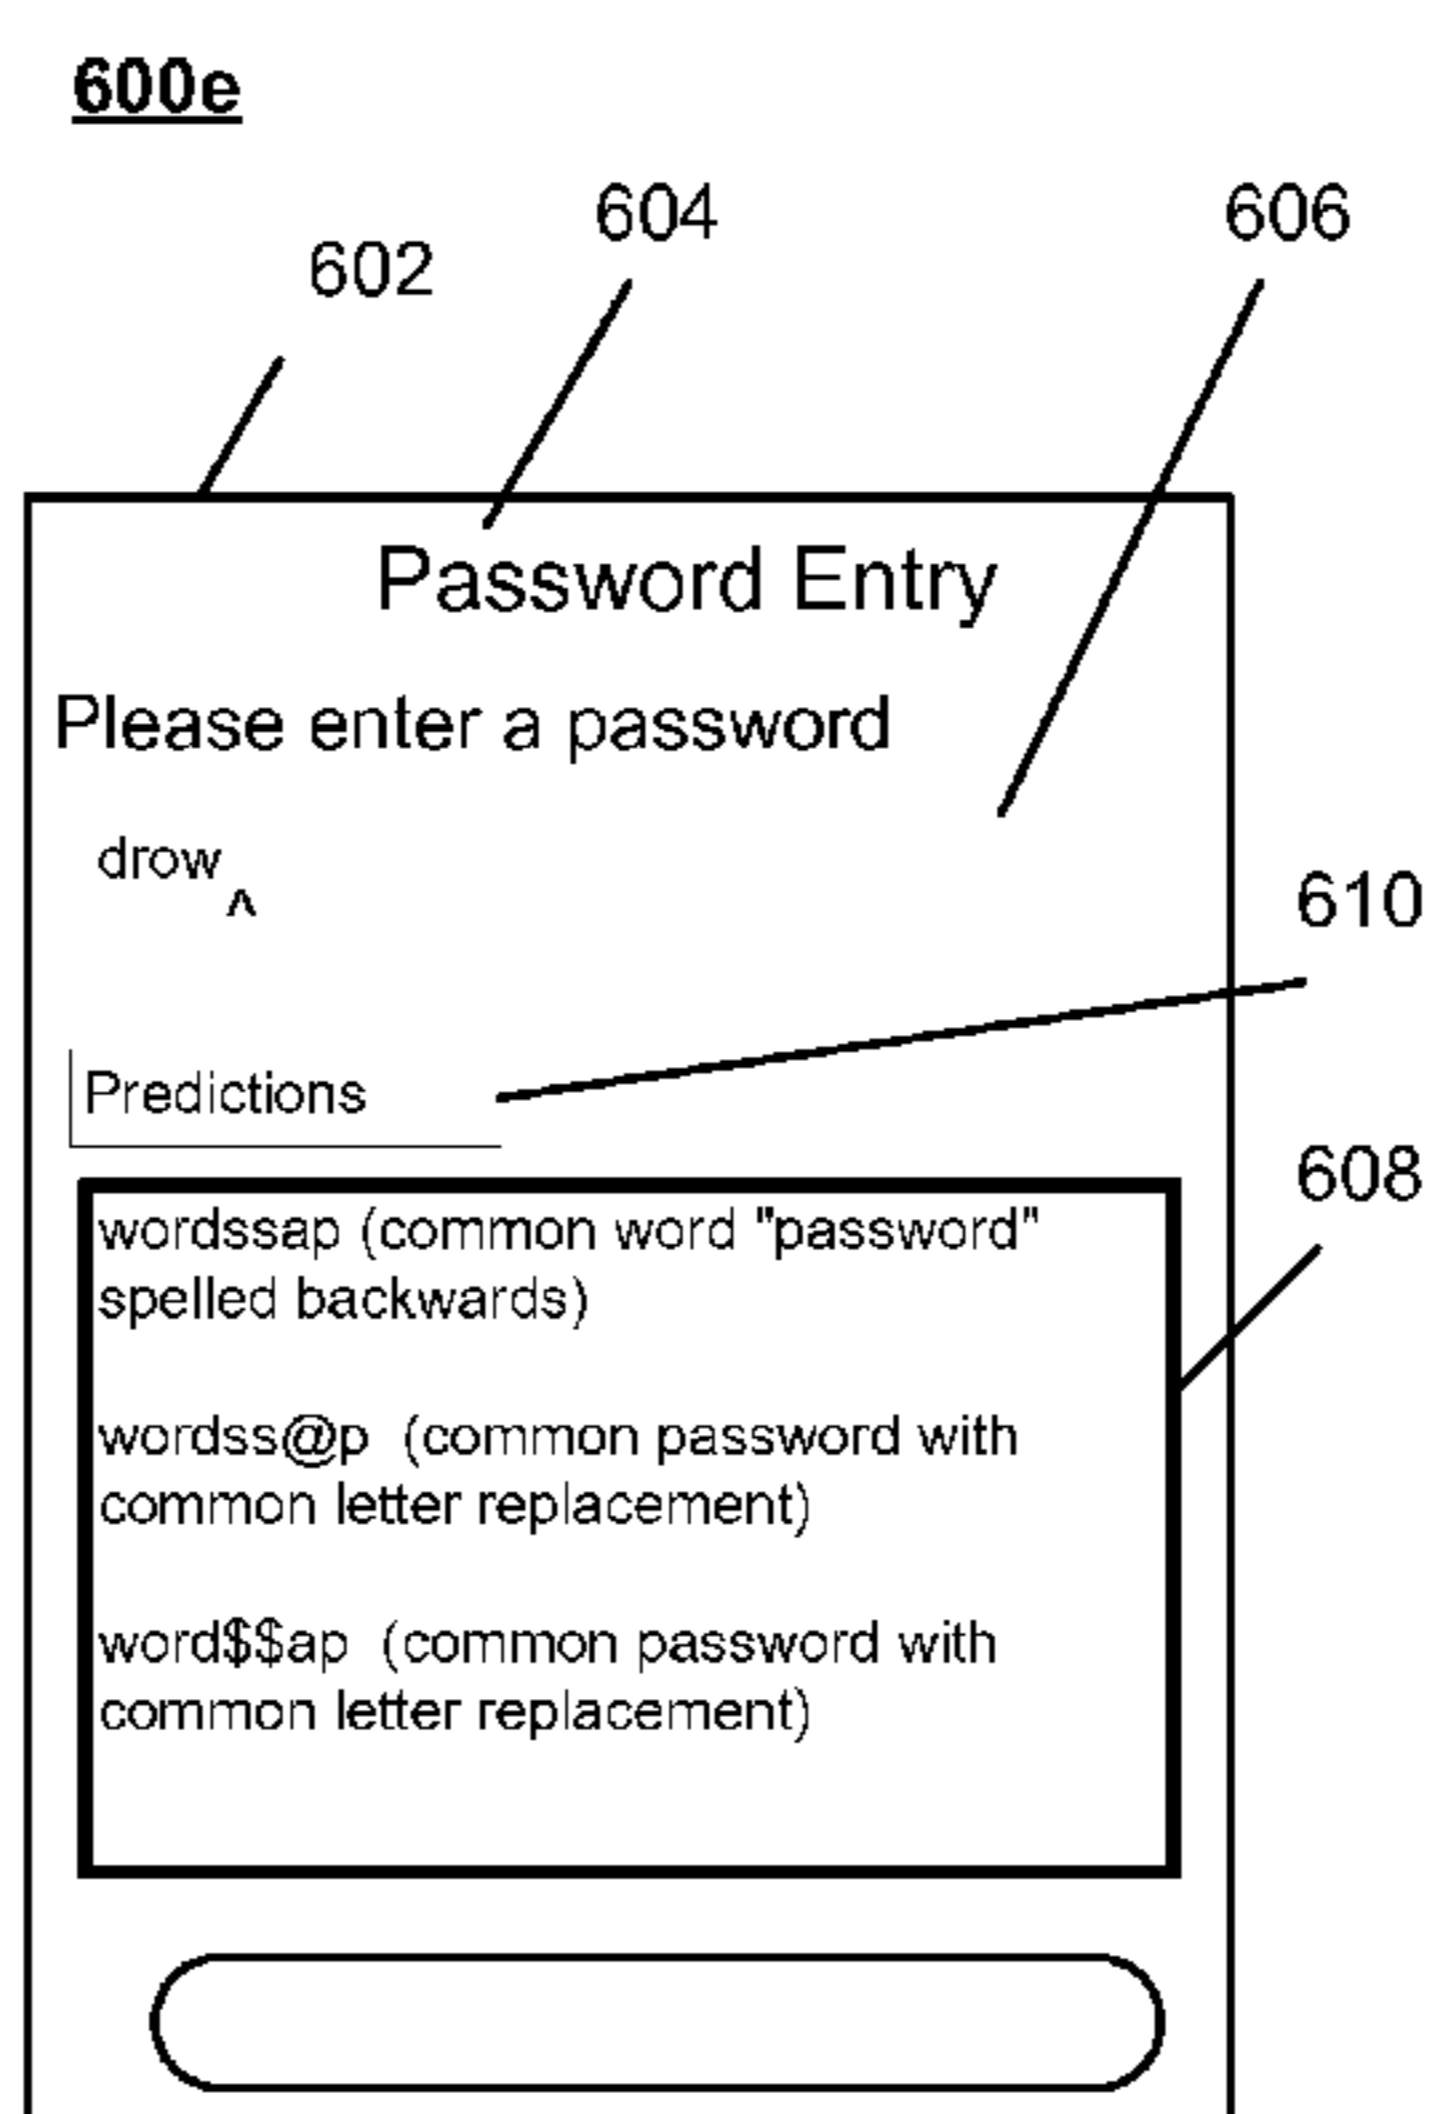 600e
604
606
602
Password Entry
Please enter a password
drow
^
610
Predictions
608
wordssap (common word "password"
spelled backwards)
wordss@p (common password with
common letter replacement)
word$$ap (common password with
common letter replacement)